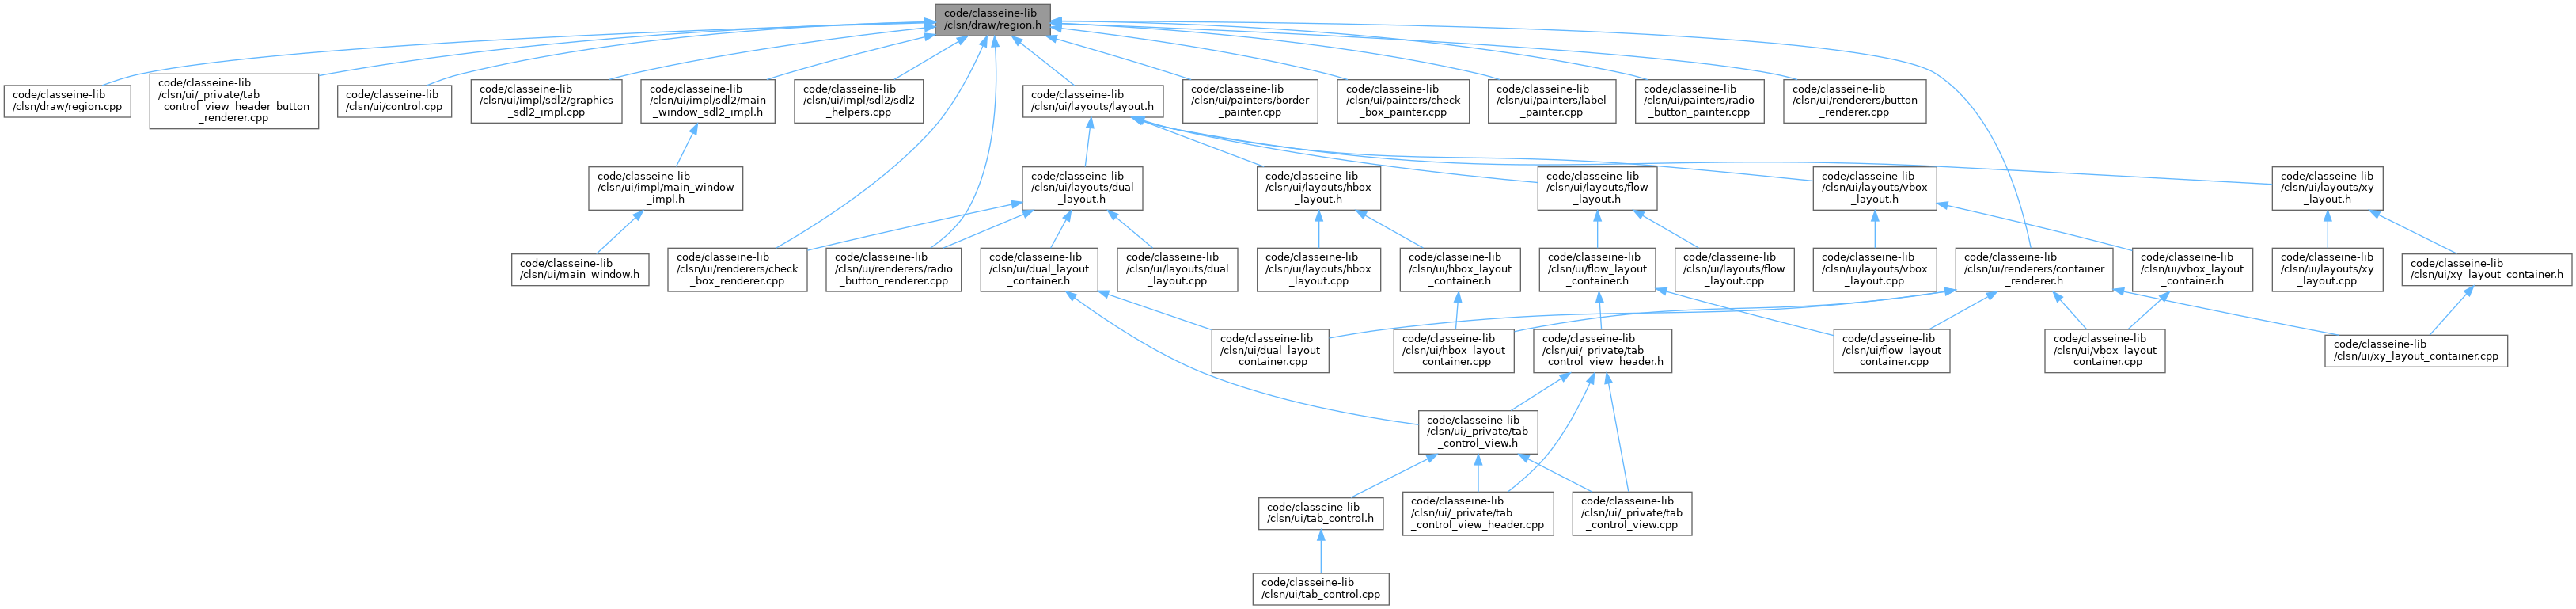 code/classeine-lib
/clsn/draw/region.h
code/classeine-lib
/clsn/draw/region.cpp
code/classeine-lib
/clsn/ui/_private/tab
_control_view_header_button
_renderer.cpp
code/classeine-lib
/clsn/ui/control.cpp
code/classeine-lib
/clsn/ui/impl/sdl2/graphics
_sdl2_impl.cpp
code/classeine-lib
/clsn/ui/impl/sdl2/main
_window_sdl2_impl.h
code/classeine-lib
/clsn/ui/impl/sdl2/sdl2
_helpers.cpp
code/classeine-lib
/clsn/ui/layouts/layout.h
code/classeine-lib
/clsn/ui/painters/border
_painter.cpp
code/classeine-lib
/clsn/ui/painters/check
_box_painter.cpp
code/classeine-lib
/clsn/ui/painters/label
_painter.cpp
code/classeine-lib
/clsn/ui/painters/radio
_button_painter.cpp
code/classeine-lib
/clsn/ui/renderers/button
_renderer.cpp
code/classeine-lib
/clsn/ui/impl/main_window
_impl.h
code/classeine-lib
/clsn/ui/layouts/dual
_layout.h
code/classeine-lib
/clsn/ui/layouts/hbox
_layout.h
code/classeine-lib
/clsn/ui/layouts/flow
_layout.h
code/classeine-lib
/clsn/ui/layouts/vbox
_layout.h
code/classeine-lib
/clsn/ui/layouts/xy
_layout.h
code/classeine-lib
/clsn/ui/main_window.h
code/classeine-lib
/clsn/ui/renderers/check
_box_renderer.cpp
code/classeine-lib
/clsn/ui/renderers/radio
_button_renderer.cpp
code/classeine-lib
/clsn/ui/dual_layout
_container.h
code/classeine-lib
/clsn/ui/layouts/dual
_layout.cpp
code/classeine-lib
/clsn/ui/layouts/hbox
_layout.cpp
code/classeine-lib
/clsn/ui/hbox_layout
_container.h
code/classeine-lib
/clsn/ui/flow_layout
_container.h
code/classeine-lib
/clsn/ui/layouts/flow
_layout.cpp
code/classeine-lib
/clsn/ui/layouts/vbox
_layout.cpp
code/classeine-lib
/clsn/ui/renderers/container
_renderer.h
code/classeine-lib
/clsn/ui/vbox_layout
_container.h
code/classeine-lib
/clsn/ui/layouts/xy
_layout.cpp
code/classeine-lib
/clsn/ui/xy_layout_container.h
code/classeine-lib
/clsn/ui/dual_layout
_container.cpp
code/classeine-lib
/clsn/ui/hbox_layout
_container.cpp
code/classeine-lib
/clsn/ui/_private/tab
_control_view_header.h
code/classeine-lib
/clsn/ui/flow_layout
_container.cpp
code/classeine-lib
/clsn/ui/vbox_layout
_container.cpp
code/classeine-lib
/clsn/ui/xy_layout_container.cpp
code/classeine-lib
/clsn/ui/_private/tab
_control_view.h
code/classeine-lib
/clsn/ui/tab_control.h
code/classeine-lib
/clsn/ui/_private/tab
_control_view_header.cpp
code/classeine-lib
/clsn/ui/_private/tab
_control_view.cpp
code/classeine-lib
/clsn/ui/tab_control.cpp